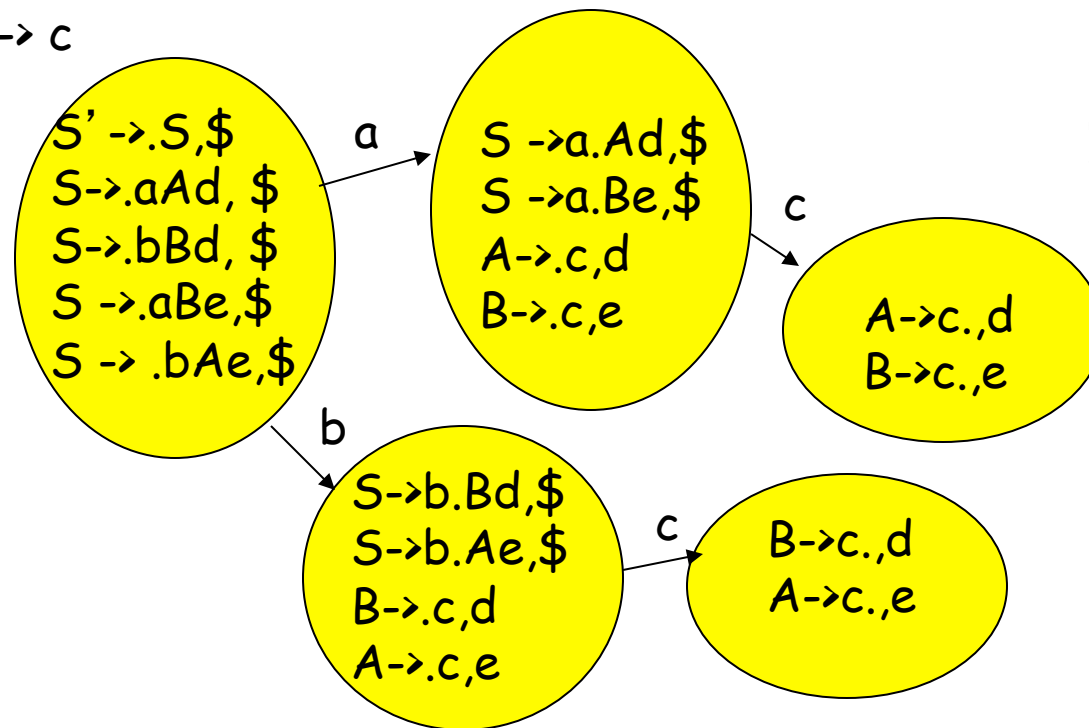 -> c
S' ->.S,$
S->.aAd, $
S->.bBd, $
S ->.aBe,$
S -> .bAe,$
a
S ->a.Ad,$
S ->a.Be,$
A->.c,d
B->.c,e
c
A->c.,d
B->c.,e
b
S->b.Bd,$
S->b.Ae,$
B->.c,d
A->.c,e
c
B->c.,d
A->c.,e